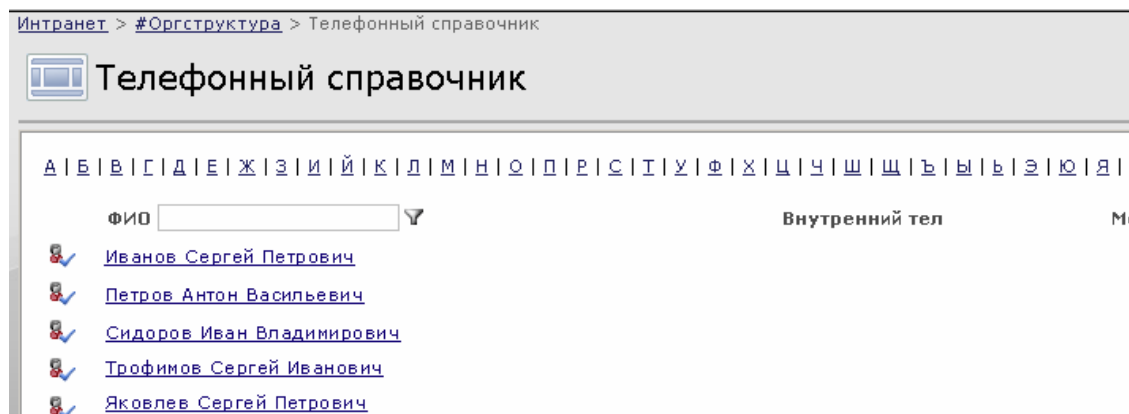 Интранет > #Оргструктура > Телефонный справочник
Телефонный справочник
А | Б | В | Г | Д | Е | Ж | З | И | Й | К | Л | М | Н | О | П | Р | С | Т | У | Ф | Х | Ц | Ч | Ш | Щ | Ъ | Ы | Ь | Э | Ю | Я |
ФИО Внутренний тел
Иванов Сергей Петрович
Петров Антон Васильевич
Сидоров Иван Владимирович
Трофимов Сергей Иванович
Яковлев Сергей Петрович